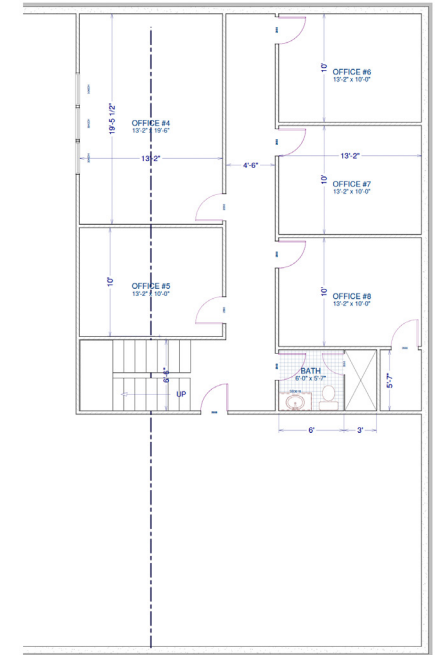 OFFICE #6
13'-2" x 10'-0"
10'
19'-5 1/2"
OFFICE #4
13'-2" x 19'-6"
13'-2"
4'-6"
13'-2"
10'
OFFICE #7
13'-2" x 10'-0"
10'
OFFICE #5
13'-2" x 10'-0"
10'
OFFICE #8
13'-2" x 10'-0"
6'-6"
UP
BATH
6'-0" x 5'-7"
5'-7"
6'
3'